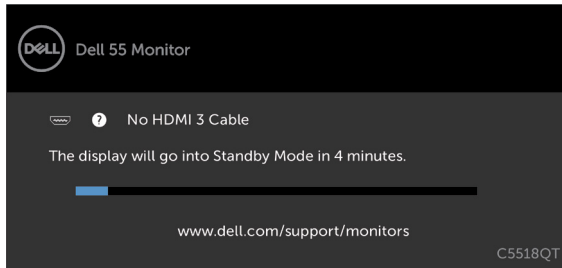 DELL Dell 55 Monitor
? No HDMI 3 Cable
The display will go into Standby Mode in 4 minutes.
www.dell.com/support/monitors
C5518QT